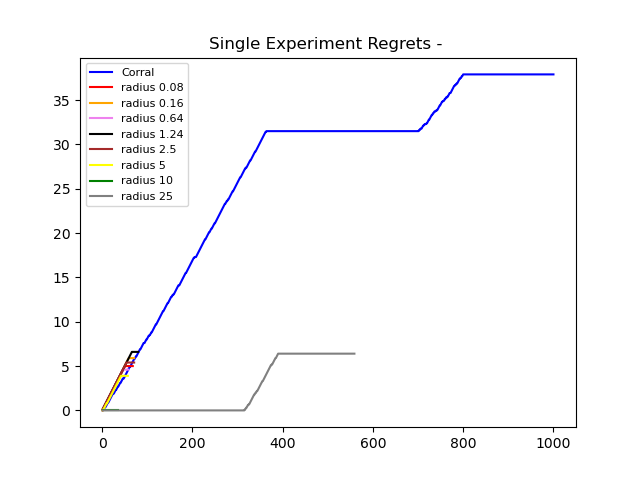 Single Experiment Regrets -
Corral
radius 0.08
radius 0.16
radius 0.64
radius 1.24
radius 2.5
radius 5
radius 10
radius 25
35
30
25
20
15
10
5
0
0 200 400 600 800 1000